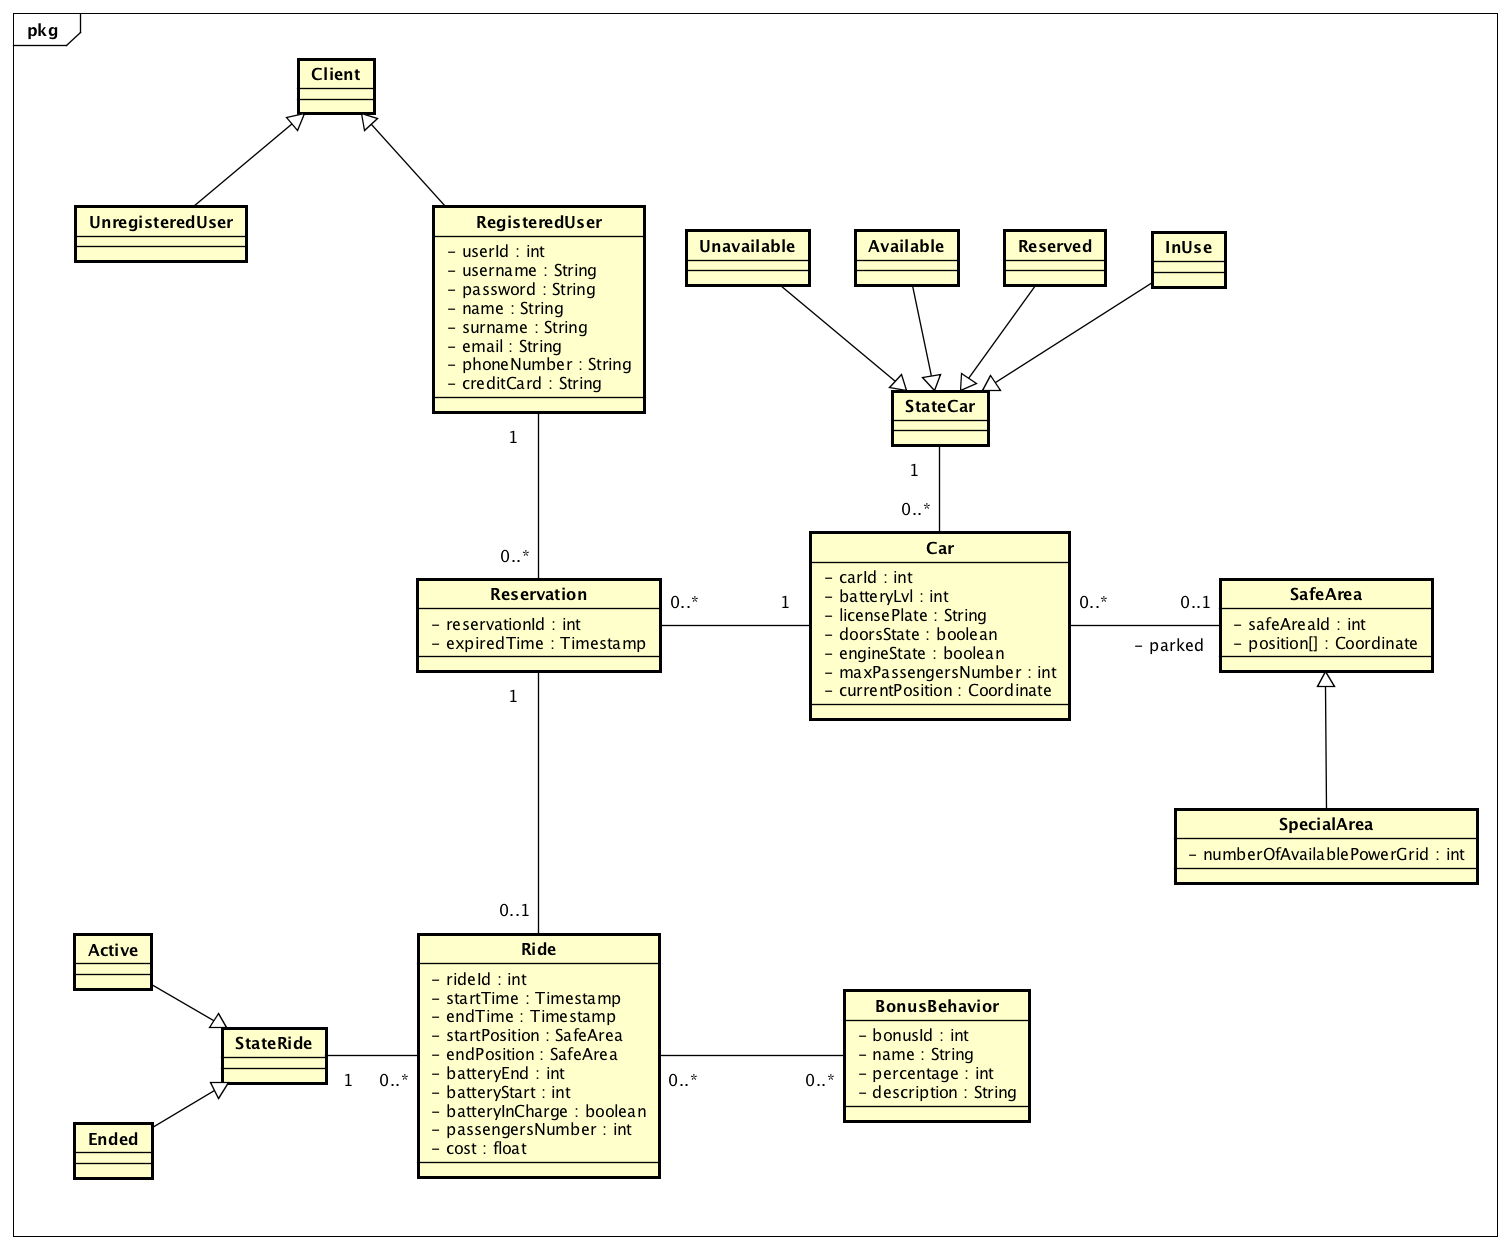 pkg
Client
UnregisteredUser
RegisteredUser
- userId : int
- username : String
- password : String
- name : String
- surname : String
- email : String
- phoneNumber : String
- creditCard : String
Unavailable
Available
Reserved
InUse
StateCar
1
0..*
1
0..*
Reservation
- reservationId : int
- expiredTime : Timestamp
0..*
1
Car
- carId : int
- batteryLvl : int
- licensePlate : String
- doorsState : boolean
- engineState : boolean
- maxPassengersNumber : int
- currentPosition : Coordinate
0..*
0..1
- parked
SafeArea
- safeAreaId : int
- position[] : Coordinate
SpecialArea
- numberOfAvailablePowerGrid : int
1
0..1
Active
StateRide
Ended
1
0..*
Ride
- rideId : int
- startTime : Timestamp
- endTime : Timestamp
- startPosition : SafeArea
- endPosition : SafeArea
- batteryEnd : int
- batteryStart : int
- batteryInCharge : boolean
- passengersNumber : int
- cost : float
0..*
0..*
BonusBehavior
- bonusId : int
- name : String
- percentage : int
- description : String